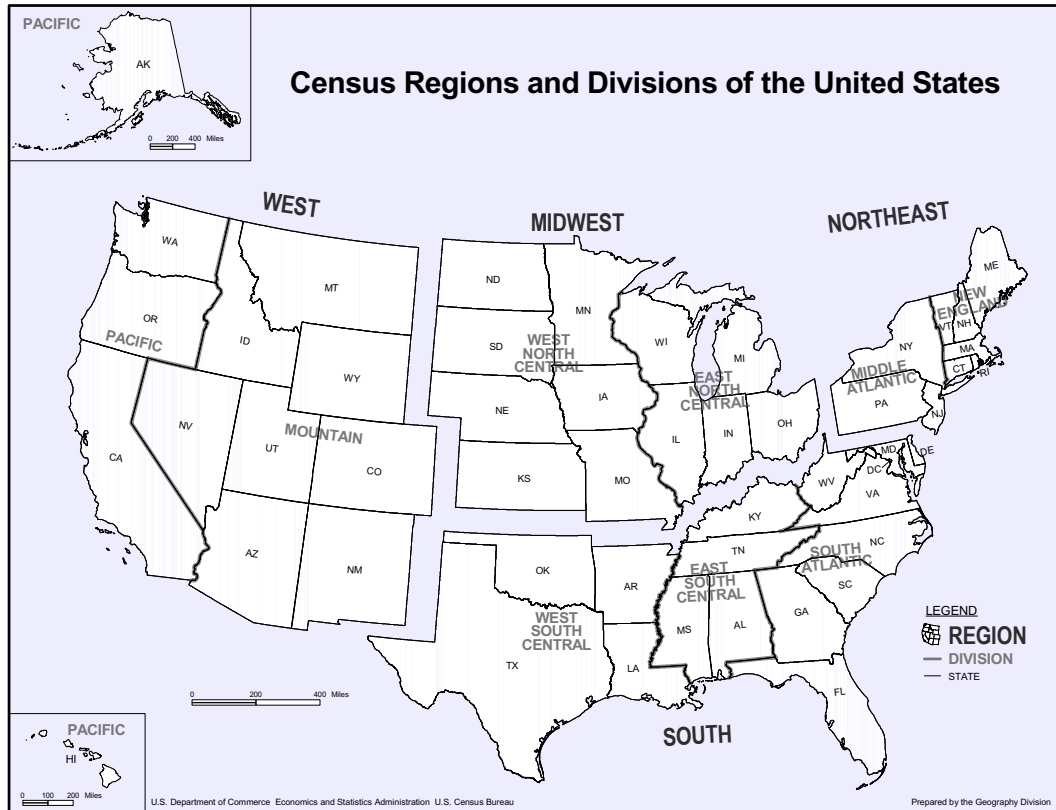 PACIFIC
AK
0 200 400 Miles
Census Regions and Divisions of the United States
WEST
MIDWEST
NORTHEAST
WA
MT
OR
ID
PACIFIC
WY
NV
UT
MOUNTAIN
CO
CA
AZ
NM
ND
MN
SD
WEST
NORTH
CENTRAL
NE
IA
KS
MO
WI
MI
EAST
NORTH
CENTRAL
IL
IN
OH
ME
NEW
ENGLAND
VT
NH
MA
CT
RI
NY
MIDDLE
ATLANTIC
PA
NJ
OK
AR
WEST
SOUTH
CENTRAL
TX
LA
KY
TN
EAST
SOUTH
CENTRAL
MS
AL
MD
DE
DC
WV
VA
NC
SOUTH
ATLANTIC
SC
GA
FL
SOUTH
0 200 400 Miles
LEGEND
REGION
DIVISION
STATE
PACIFIC
HI
0 100 200 Miles
U.S. Department of Commerce Economics and Statistics Administration U.S. Census Bureau
Prepared by the Geography Division